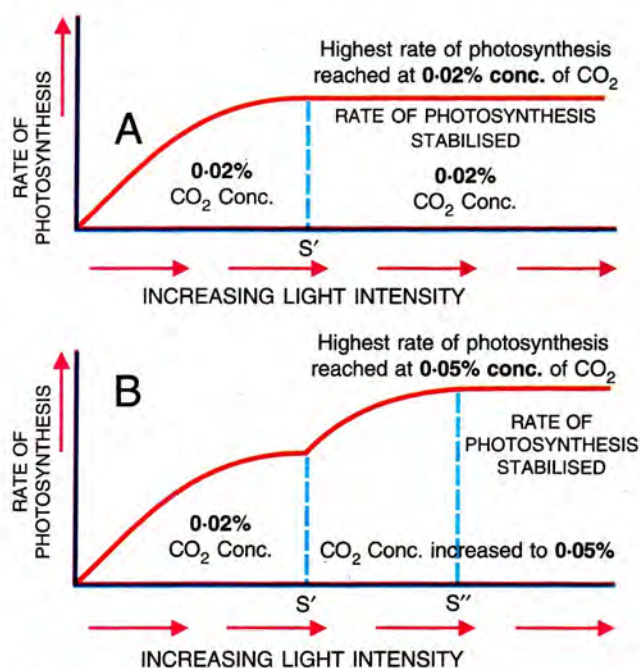 Highest rate of photosynthesis
reached at 0·02% conc. of CO₂
RATE OF
PHOTOSYNTHESIS
A
RATE OF PHOTOSYNTHESIS
STABILISED
0·02%
CO₂ Conc.
0·02%
CO₂ Conc.
S′
INCREASING LIGHT INTENSITY
Highest rate of photosynthesis
reached at 0·05% conc. of CO₂
RATE OF
PHOTOSYNTHESIS
B
RATE OF
PHOTOSYNTHESIS
STABILISED
0·02%
CO₂ Conc.
CO₂ Conc. increased to 0·05%
S′
S″
INCREASING LIGHT INTENSITY